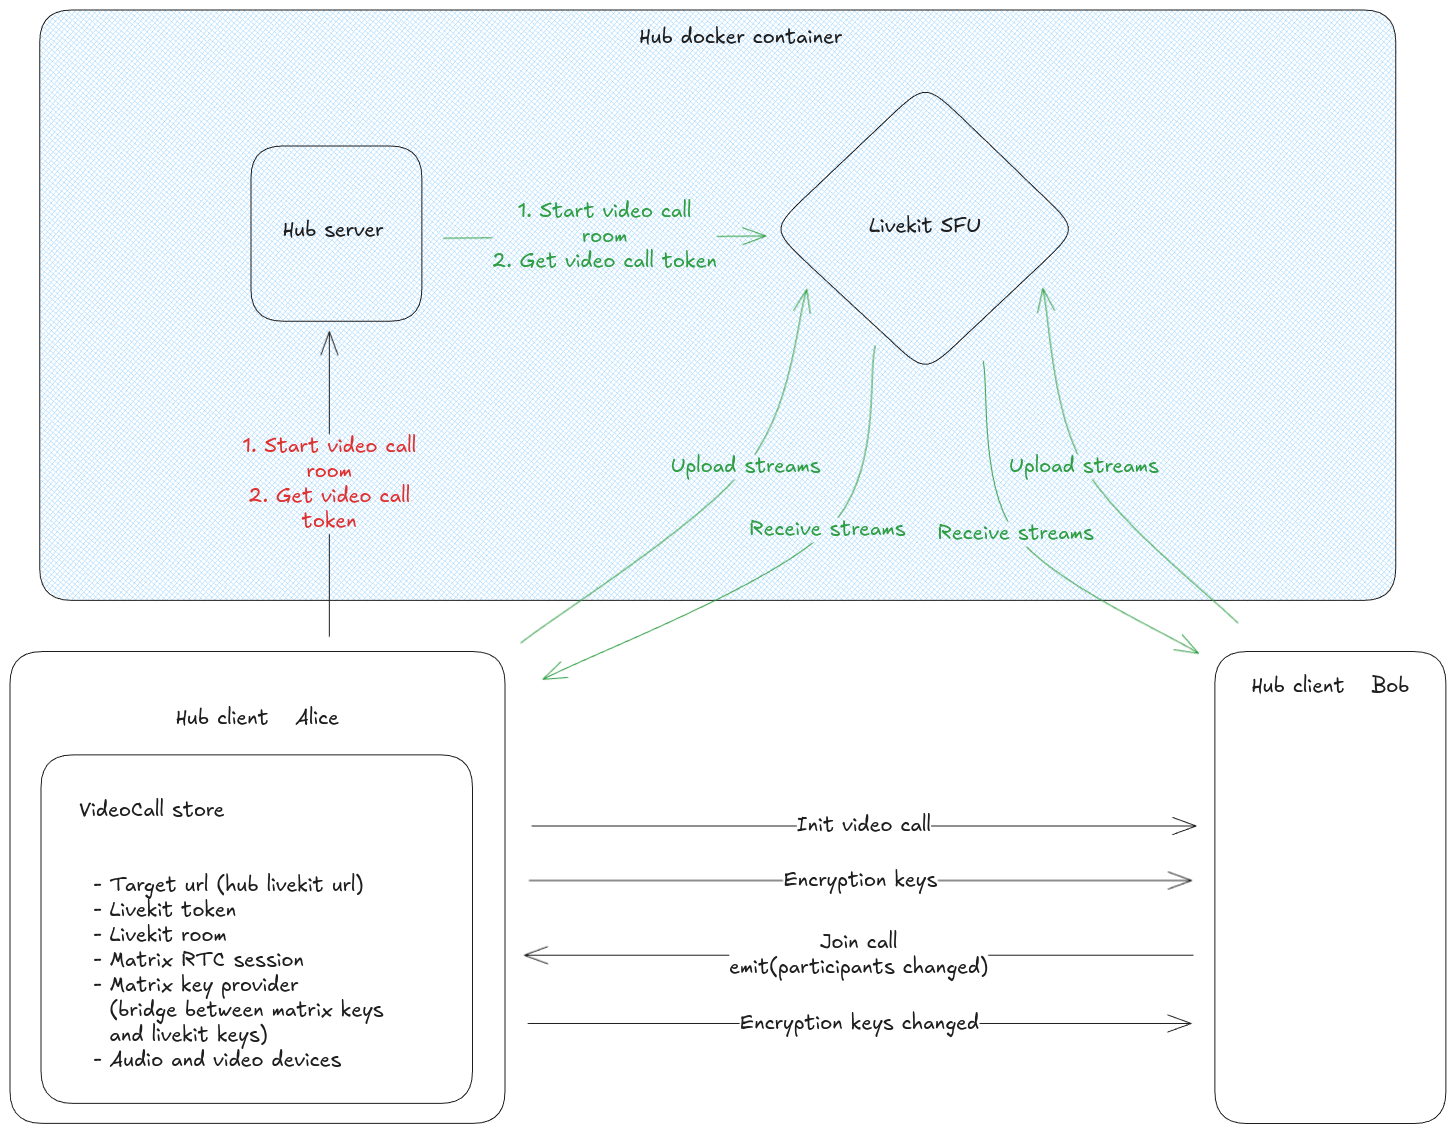 Hub docker container
Hub server
1. Start video call
room
2. Get video call token
Livekit SFU
1. Start video call
room
2. Get video call
token
Upload streams
Receive streams
Upload streams
Receive streams
Hub client Alice
VideoCall store
- Target url (hub livekit url)
- Livekit token
- Livekit room
- Matrix RTC session
- Matrix key provider
(bridge between matrix keys
and livekit keys)
- Audio and video devices
Init video call
Encryption keys
Join call
emit(participants changed)
Encryption keys changed
Hub client Bob